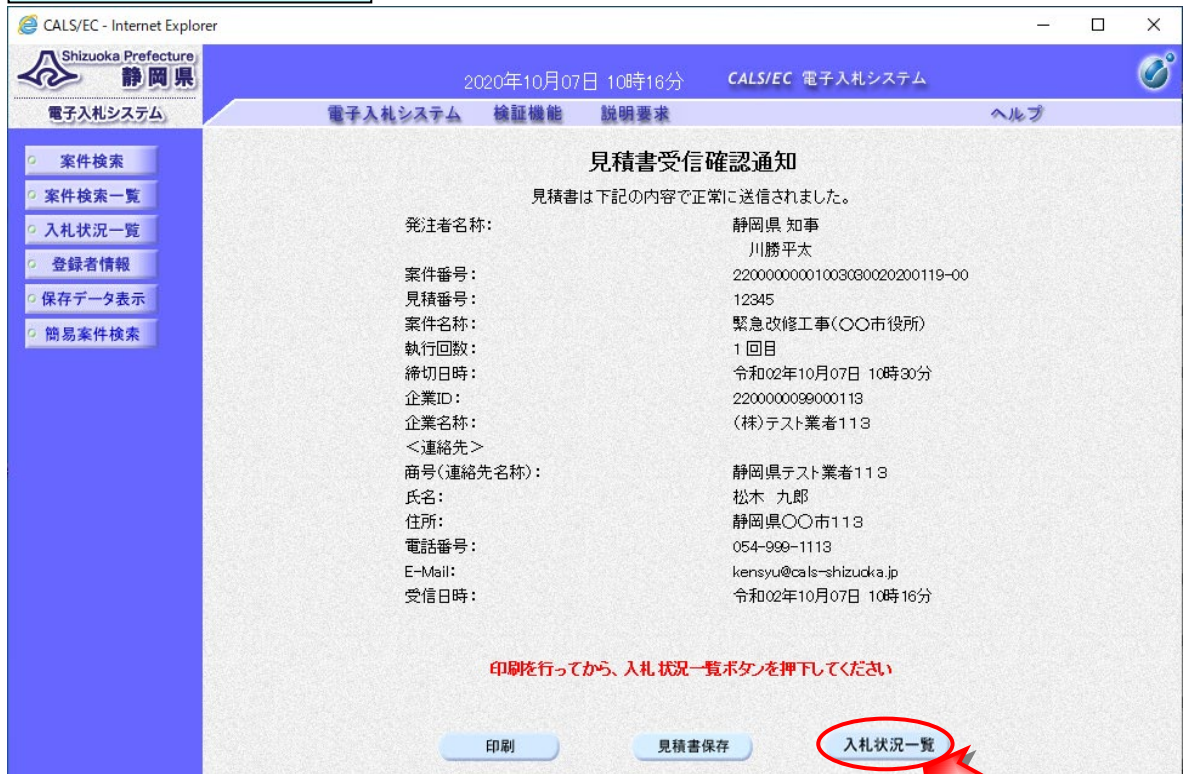 CALS/EC - Internet Explorer
Shizuoka Prefecture
静岡県
2020年10月07日 10時16分 CALS/EC 電子入札システム
電子入札システム
電子入札システム 検証機能 説明要求 ヘルプ
案件検索
案件検索一覧
入札状況一覧
登録者情報
保存データ表示
簡易案件検索
見積書受信確認通知
見積書は下記の内容で正常に送信されました。
発注者名称: 静岡県 知事
川勝平太
案件番号: 2200000000100303002020­0119-00
見積番号: 12345
案件名称: 緊急改修工事(○○市役所)
執行回数: 1回目
締切日時: 令和02年10月07日 10時30分
企業ID: 2200000099000113
企業名称: (株)テスト業者113
<連絡先>
商号(連絡先名称): 静岡県テスト業者113
氏名: 松木 九郎
住所: 静岡県○○市113
電話番号: 054-999-1113
E-Mail: kensyu@cals-shizuoka.jp
受信日時: 令和02年10月07日 10時16分
印刷を行ってから、入札状況一覧ボタンを押下してください
印刷 見積書保存 入札状況一覧